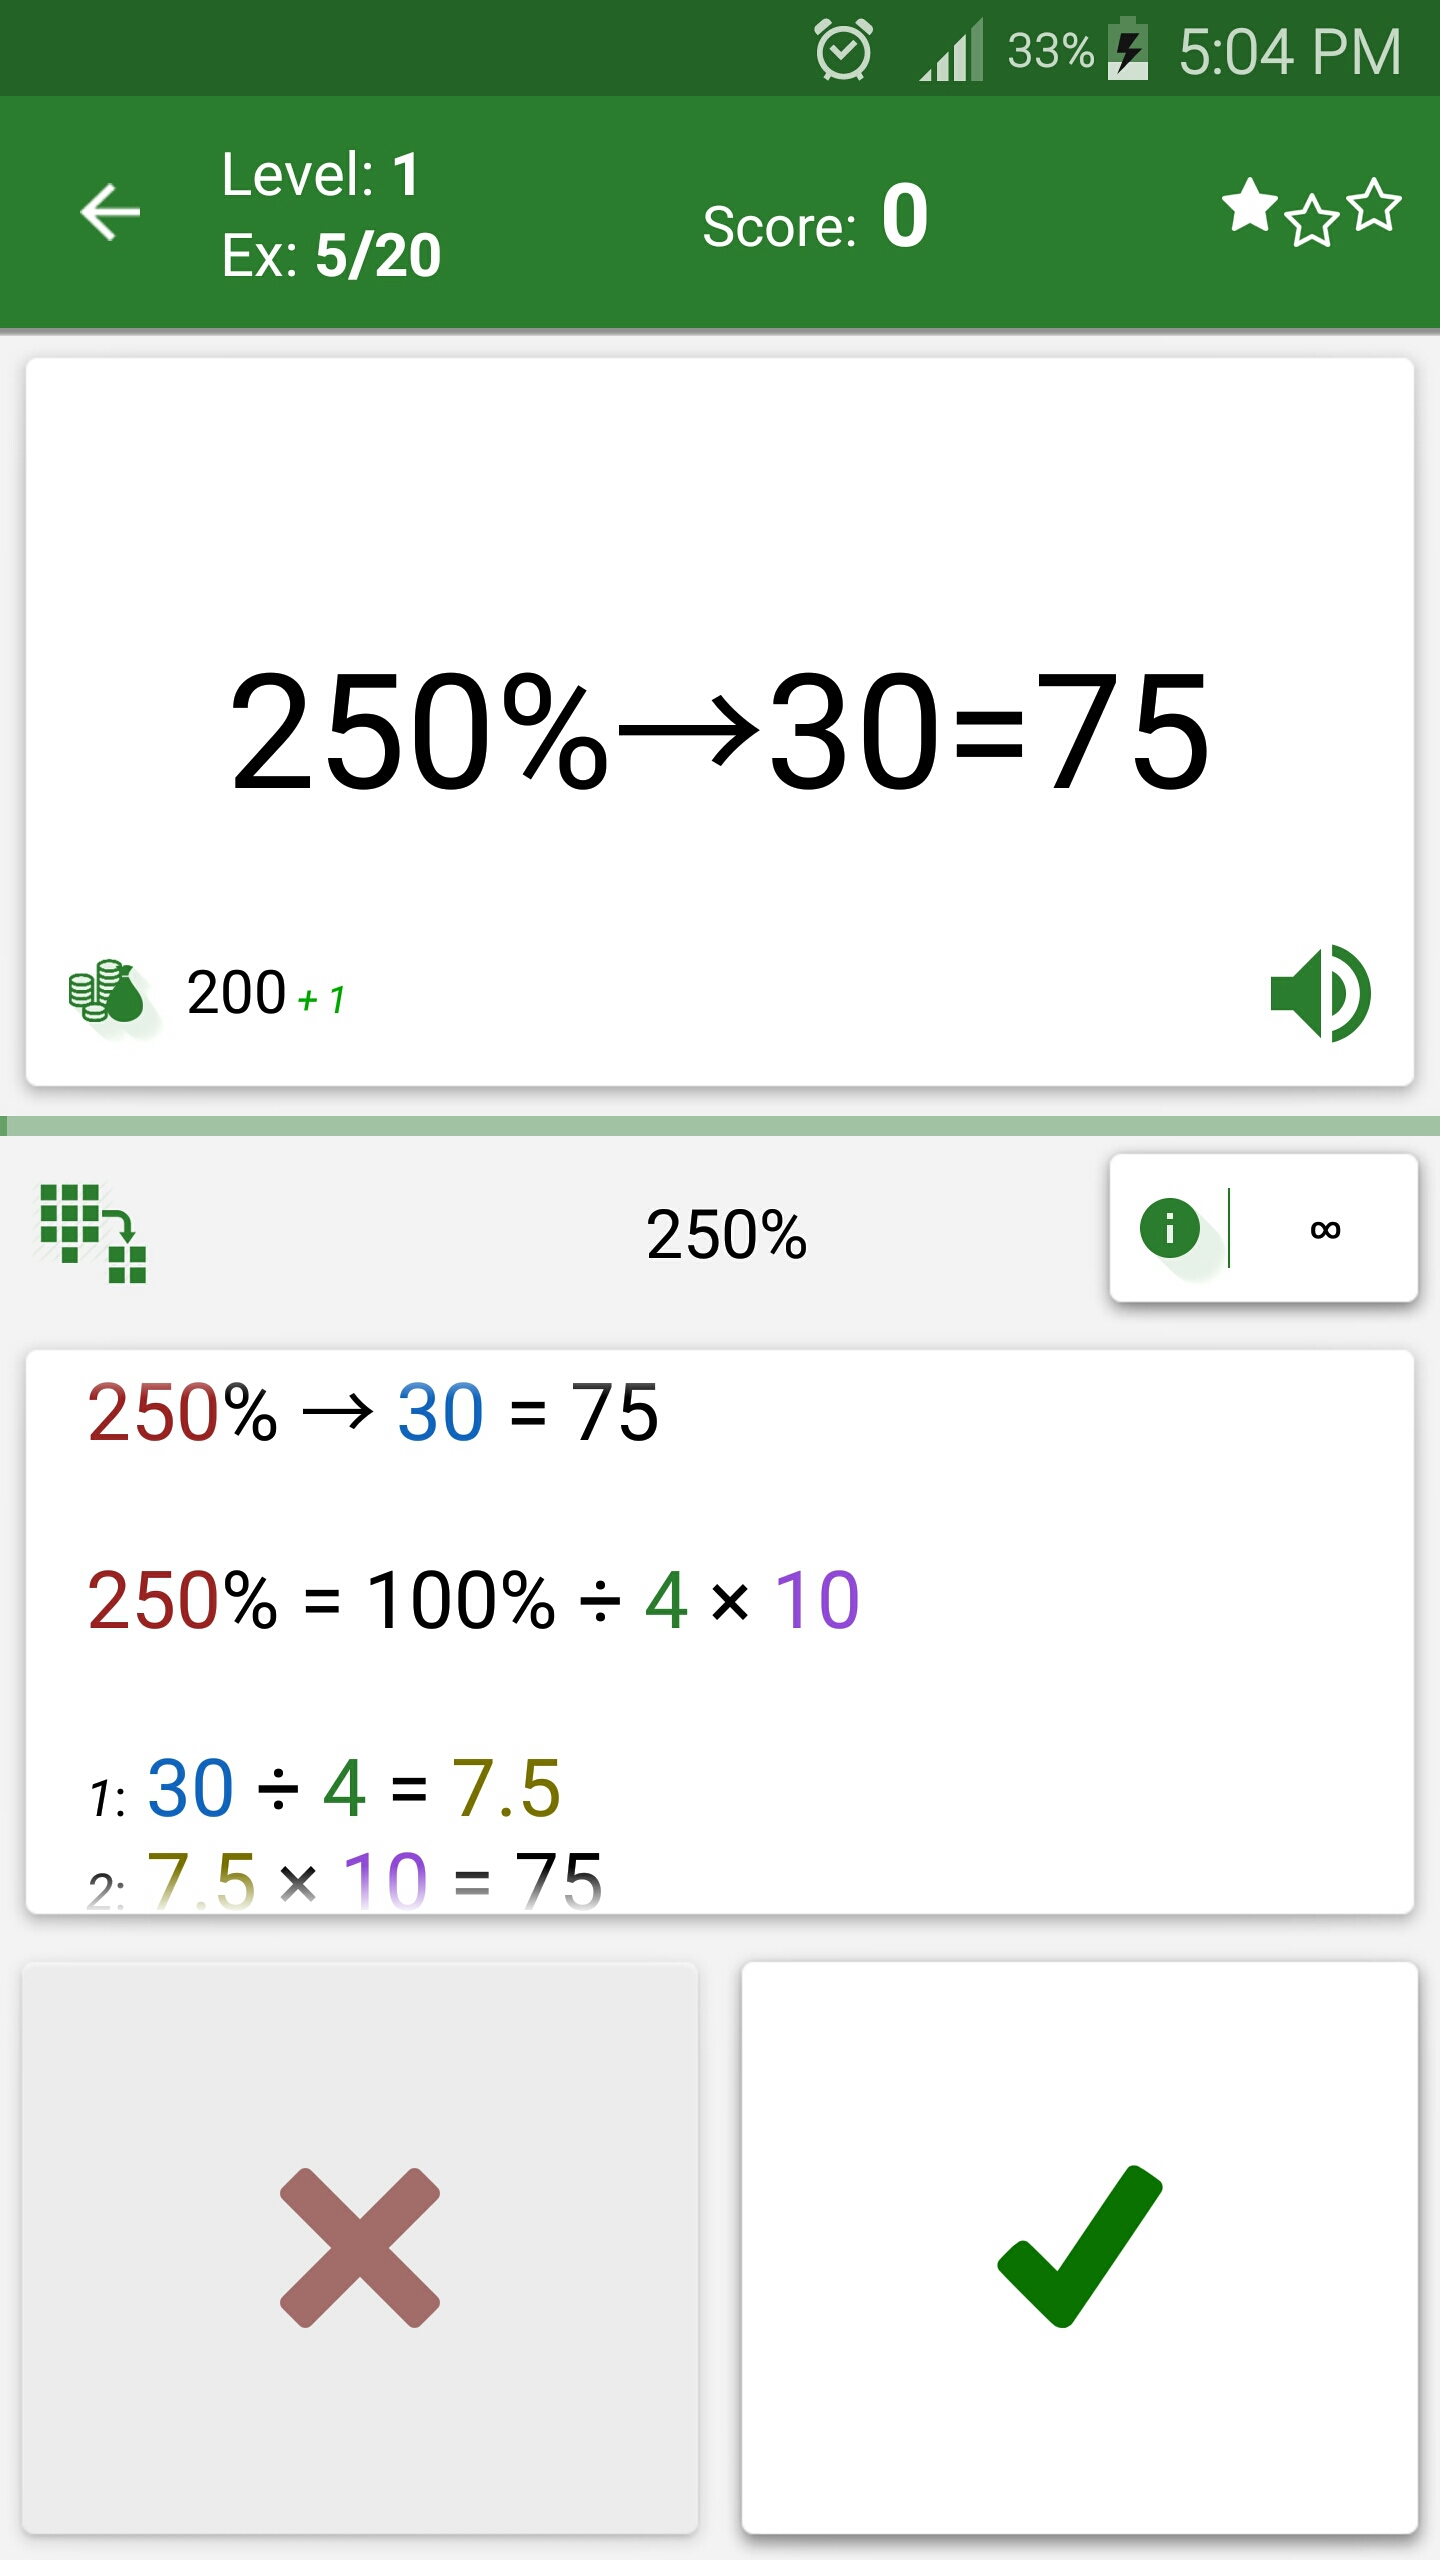 33% 5:04 PM
Level: 1
Ex: 5/20
Score: 0
250%→30=75
200 + 1
250%
i
∞
250% → 30 = 75
250% = 100% ÷ 4 × 10
1: 30 ÷ 4 = 7.5
2: 7.5 × 10 = 75